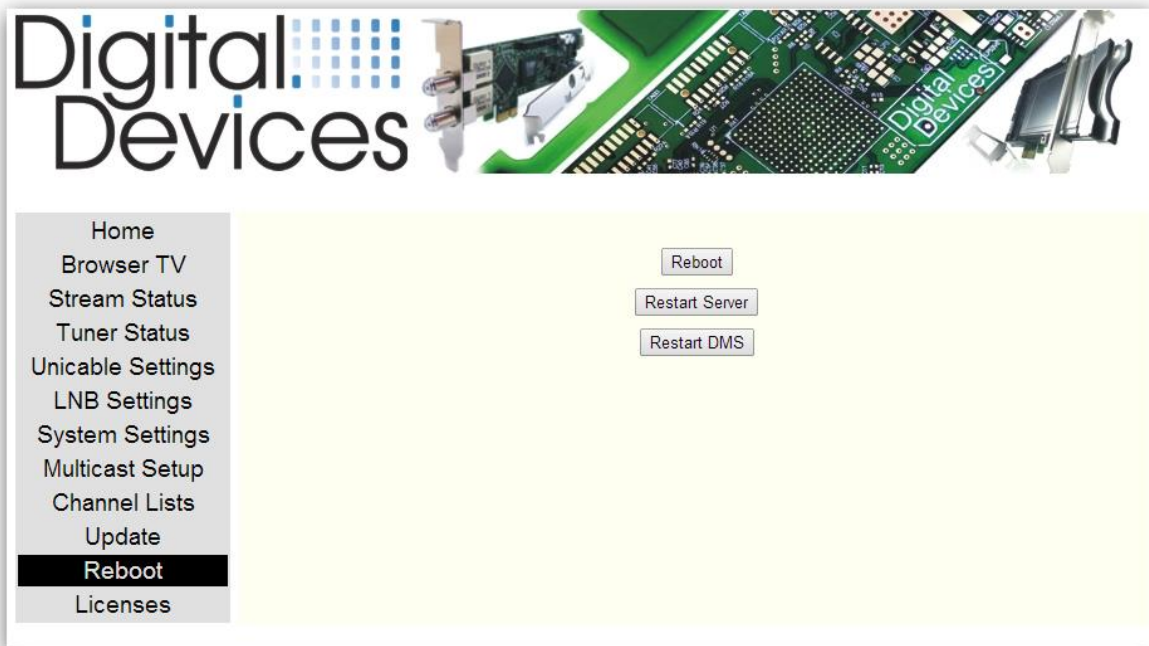 Digital
Devices
Digital
Devices
Home
Browser TV
Stream Status
Tuner Status
Unicable Settings
LNB Settings
System Settings
Multicast Setup
Channel Lists
Update
Reboot
Licenses
Reboot
Restart Server
Restart DMS